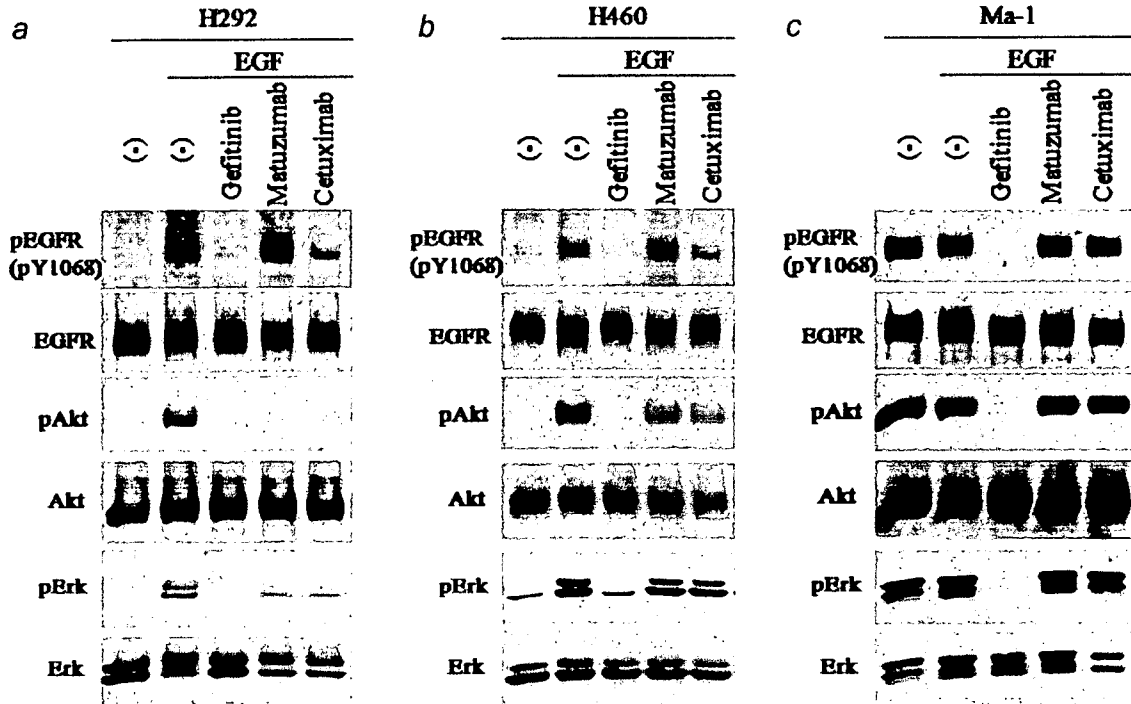 a
H292
EGF
(-)
(-)
Gefitinib
Matuzumab
Cetuximab
pEGFR
(pY1068)
EGFR
pAkt
Akt
pErk
Erk
b
H460
EGF
(-)
(-)
Gefitinib
Matuzumab
Cetuximab
pEGFR
(pY1068)
EGFR
pAkt
Akt
pErk
Erk
c
Ma-1
EGF
(-)
(-)
Gefitinib
Matuzumab
Cetuximab
pEGFR
(pY1068)
EGFR
pAkt
Akt
pErk
Erk